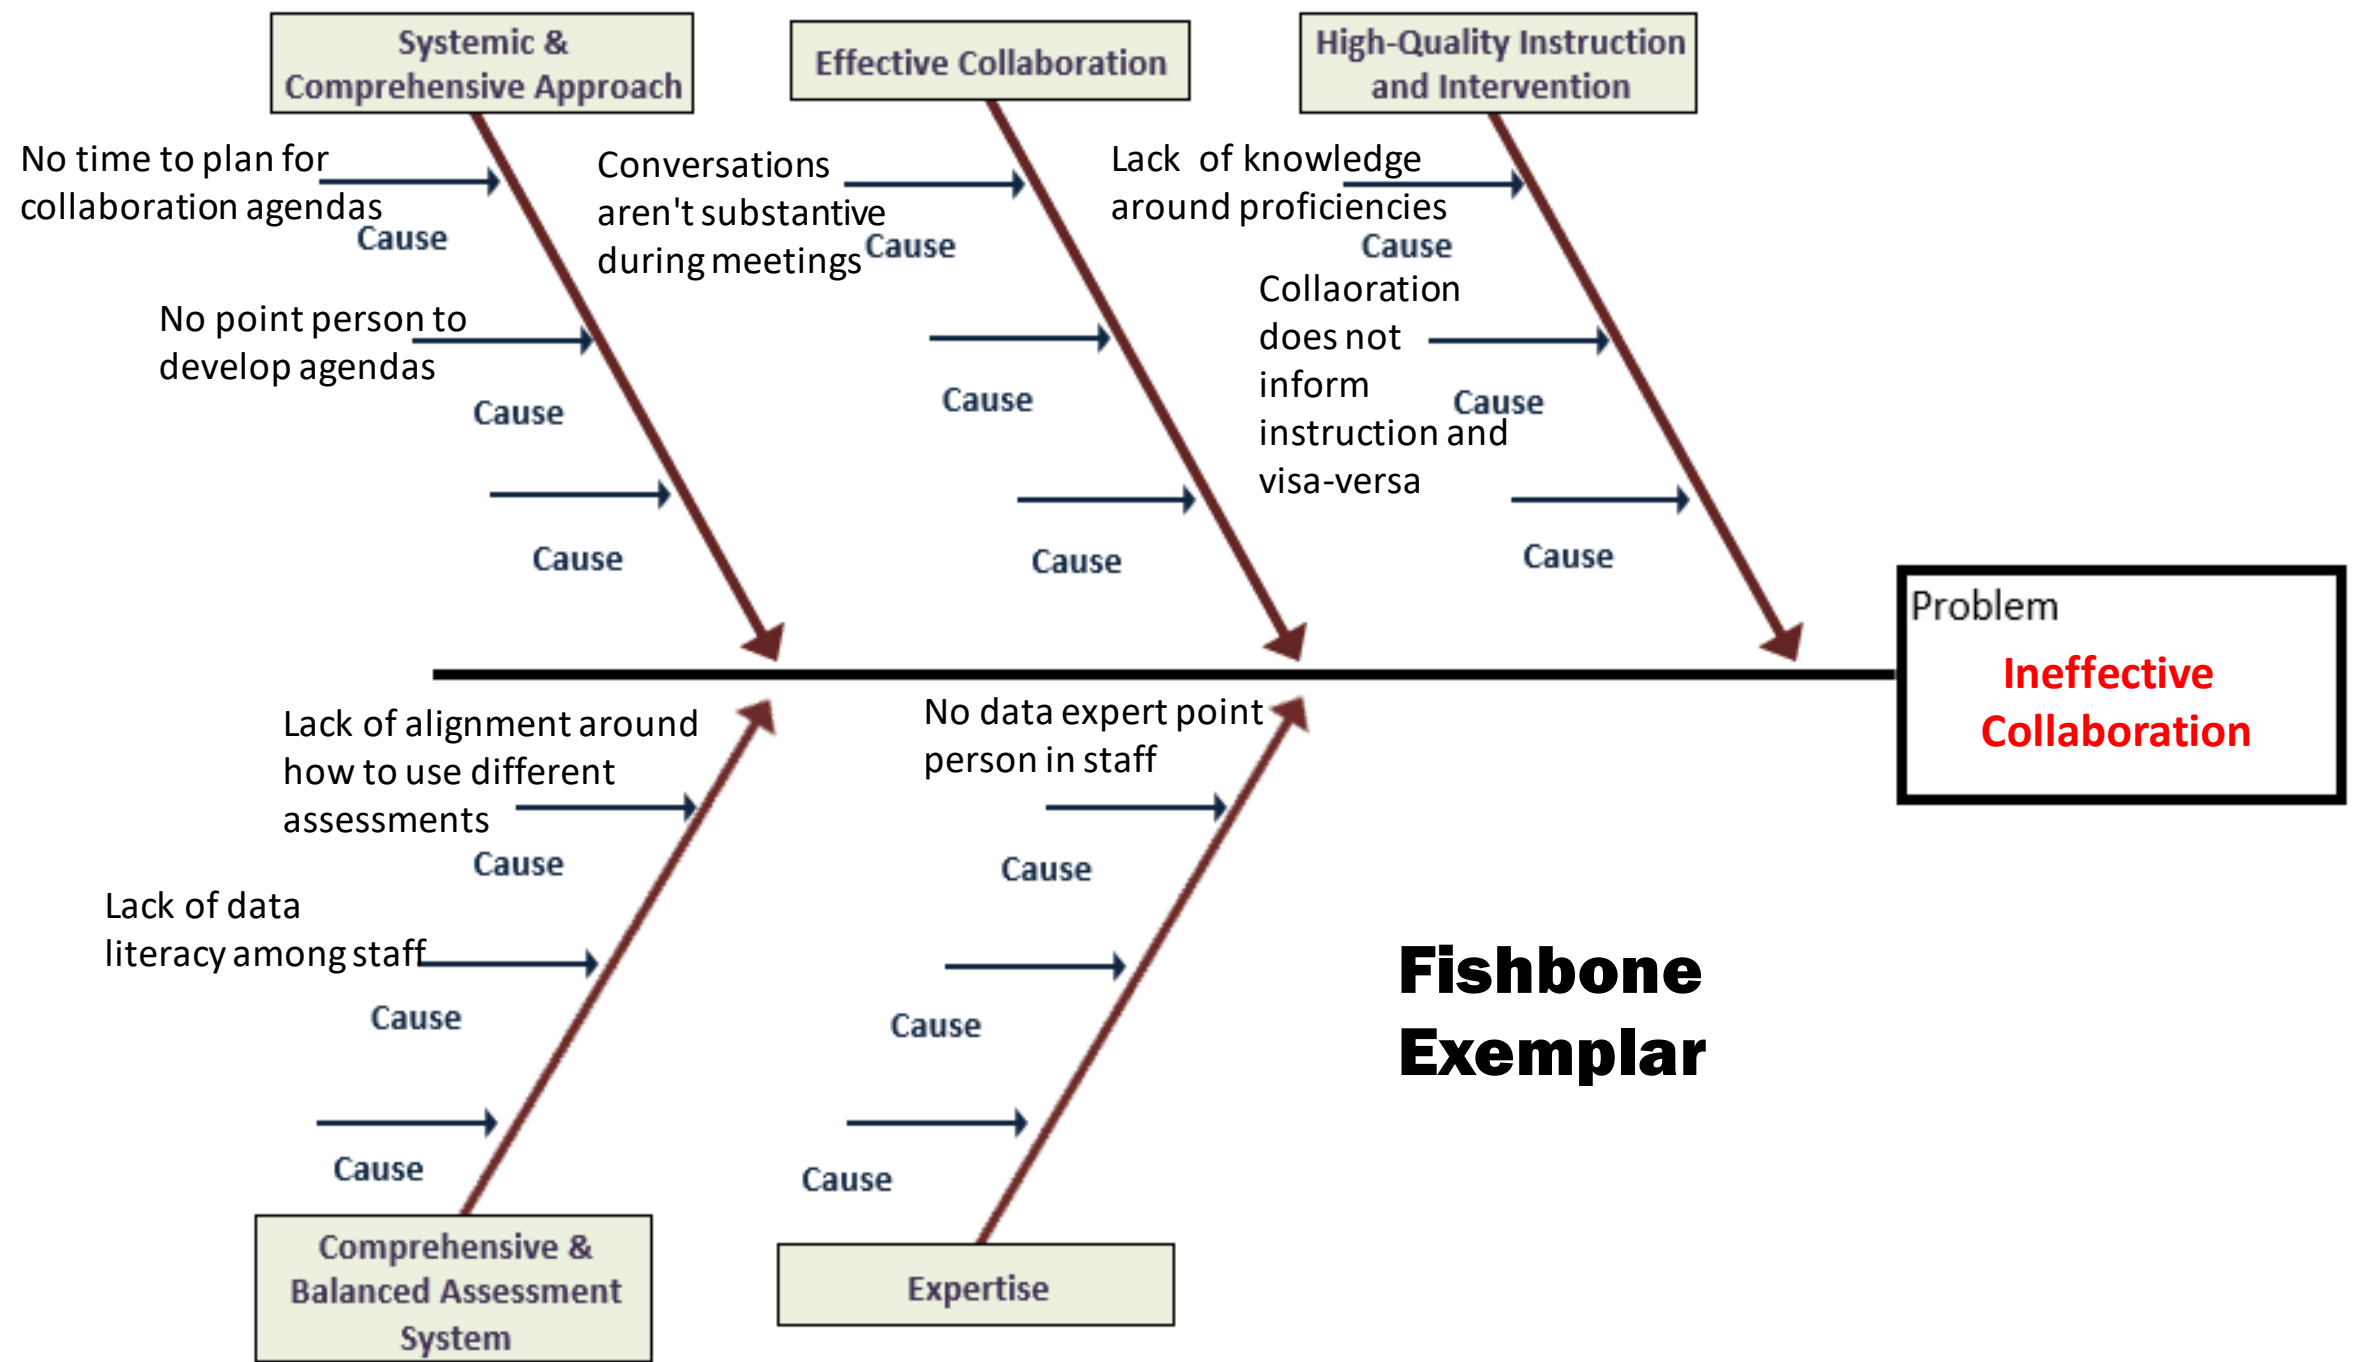 Systemic &
Comprehensive Approach
Effective Collaboration
High-Quality Instruction
and Intervention
No time to plan for
collaboration agendas
Cause
No point person to
develop agendas
Cause
Cause
Conversations
aren't substantive
during meetings
Cause
Cause
Cause
Lack of knowledge
around proficiencies
Cause
Collaoration
does not
inform
instruction and
visa-versa
Cause
Cause
Problem
Ineffective
Collaboration
Lack of alignment around
how to use different
assessments
Cause
Lack of data
literacy among staff
Cause
Cause
No data expert point
person in staff
Cause
Cause
Cause
Fishbone
Exemplar
Comprehensive &
Balanced Assessment
System
Expertise